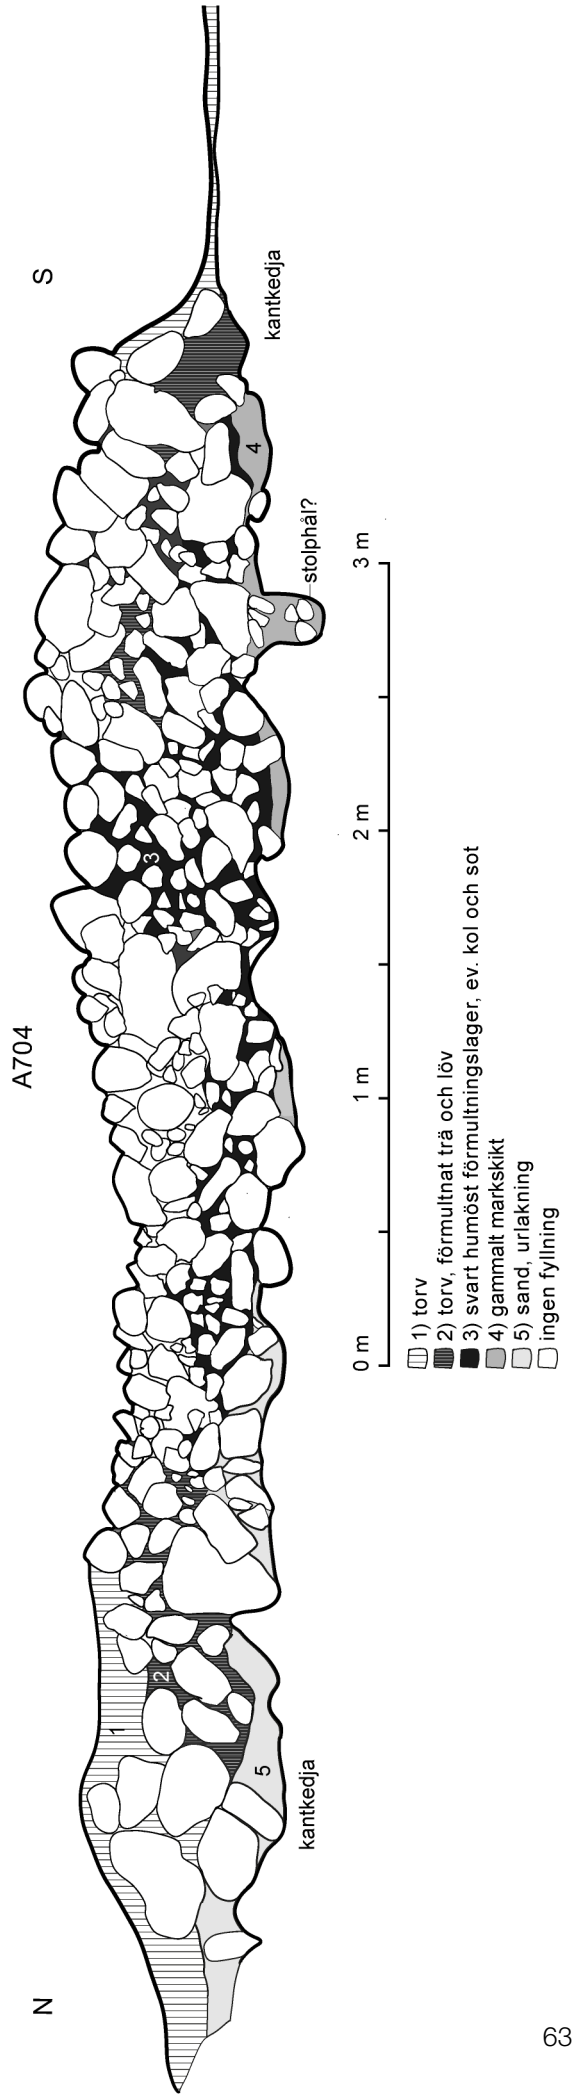 A704
N
S
1
2
3
4
5
kantkedja
stolphål?
kantkedja
0 m
1 m
2 m
3 m
1) torv
2) torv, förmultnat trä och löv
3) svart humöst förmultningslager, ev. kol och sot
4) gammalt markskikt
5) sand, urlakning
ingen fyllning
63